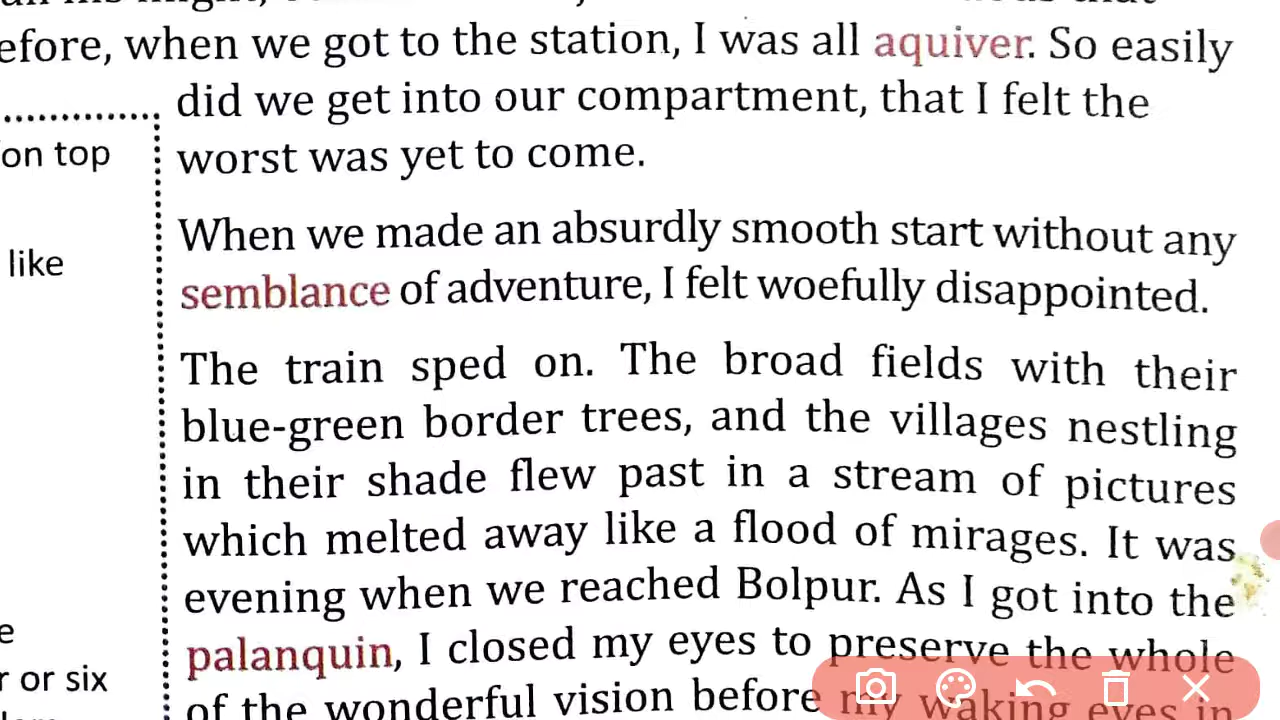 efore, when we got to the station, I was all aquiver. So easily
did we get into our compartment, that I felt the
on top
worst was yet to come.
When we made an absurdly smooth start without any
like
semblance of adventure, I felt woefully disappointed.
The train sped on. The broad fields with their
blue-green border trees, and the villages nestling
in their shade flew past in a stream of pictures
which melted away like a flood of mirages. It was
evening when we reached Bolpur. As I got into the
e
palanquin, I closed my eyes to preserve the whole
r or six
of the wonderful vision before my waking eyes in